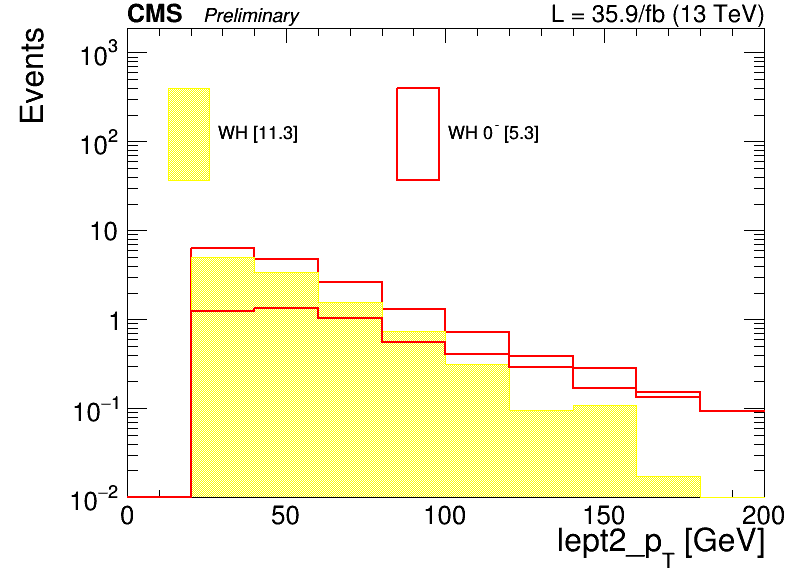 CMS Preliminary L = 35.9/fb (13 TeV)
Events
10³
10²
10
1
10⁻¹
10⁻²
WH [11.3] WH 0⁻ [5.3]
0 50 100 150 200
lept2_p_T [GeV]